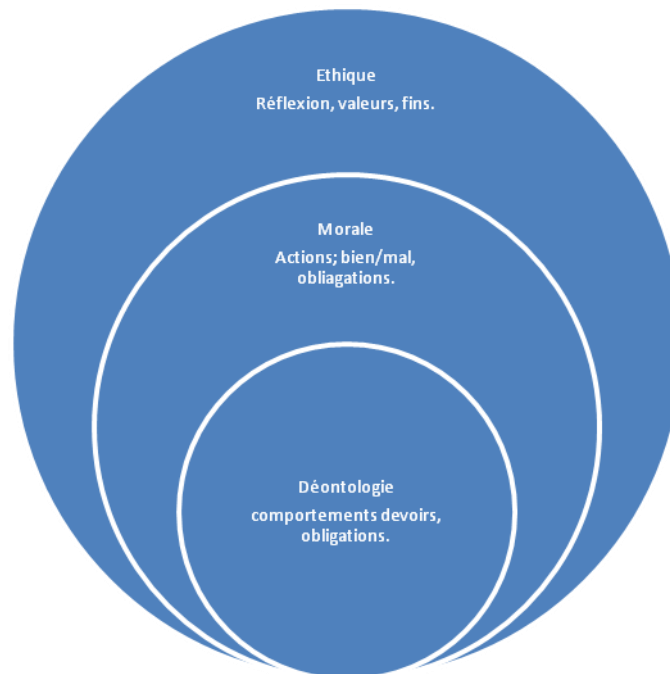 Ethique
Réflexion, valeurs, fins.
Morale
Actions; bien/mal,
obliagations.
Déontologie
comportements devoirs,
obligations.